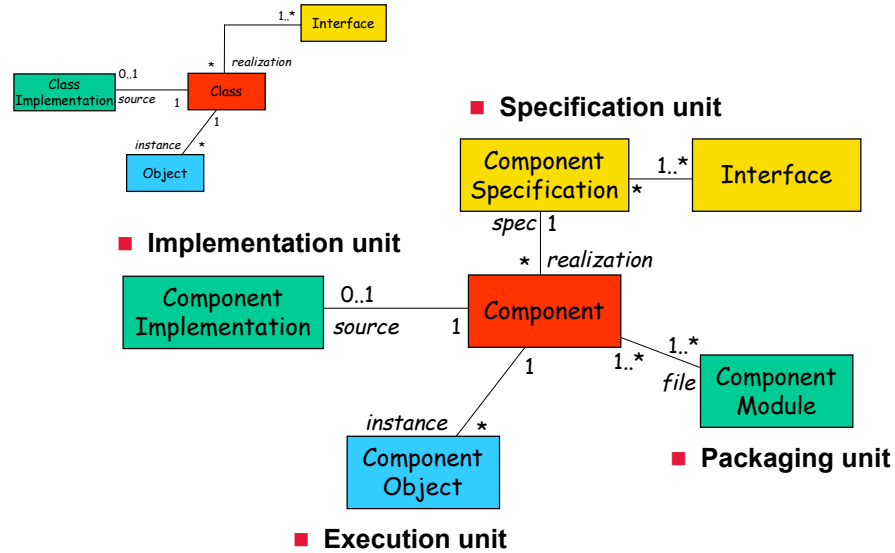 1..*
Interface
*
realization
Class
Implementation
0..1
source
1
Class
1
instance
*
Object
Specification unit
Component
Specification
1..*
*
Interface
spec
1
*
realization
Implementation unit
Component
Implementation
0..1
source
1
Component
1
1..*
1..*
file
Component
Module
instance
*
Component
Object
Packaging unit
Execution unit